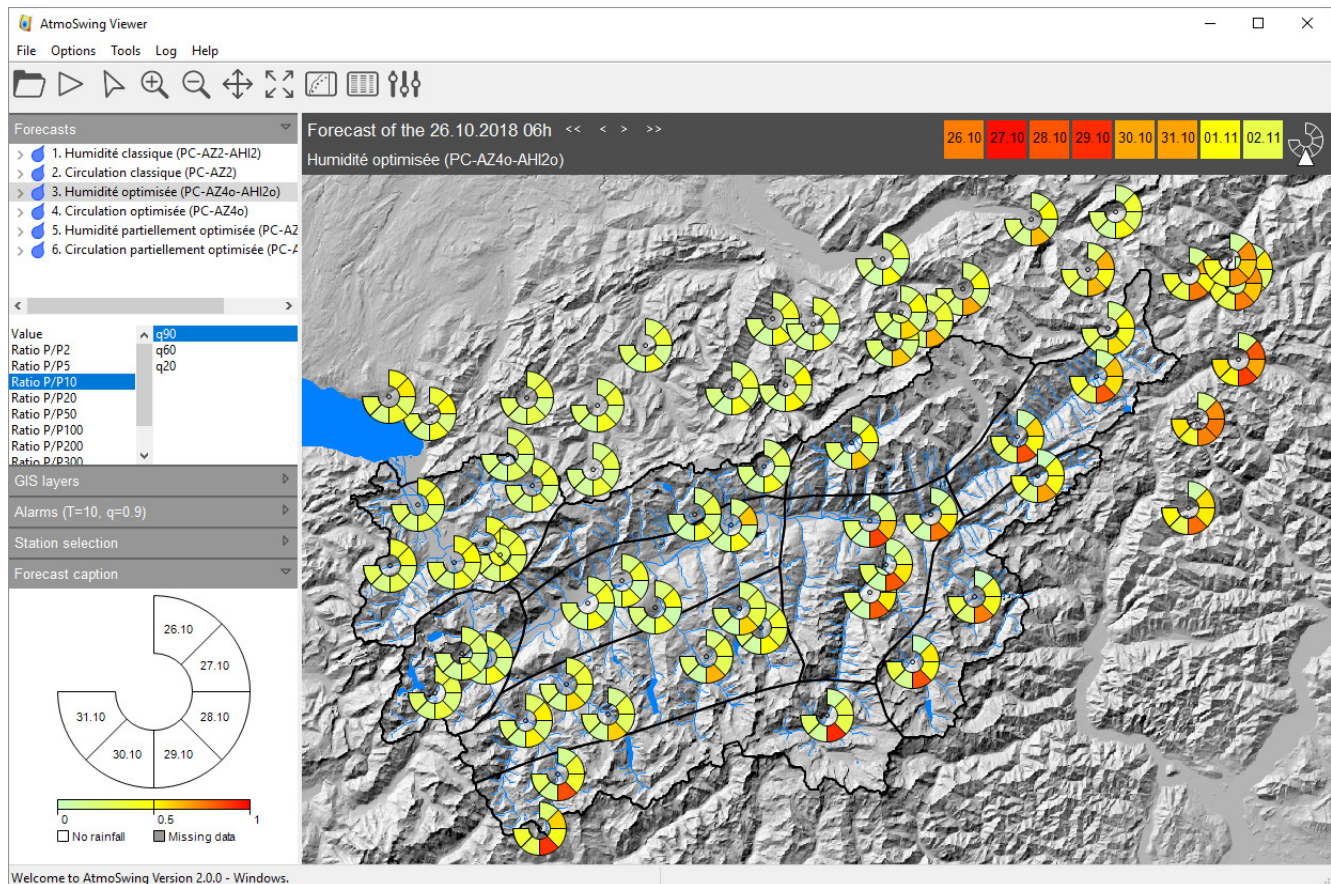 AtmoSwing Viewer
File Options Tools Log Help
Forecasts
1. Humidité classique (PC-AZ2-AHI2)
2. Circulation classique (PC-AZ2)
3. Humidité optimisée (PC-AZ4o-AHI2o)
4. Circulation optimisée (PC-AZ4o)
5. Humidité partiellement optimisée (PC-AZ
6. Circulation partiellement optimisée (PC-A
Value
Ratio P/P2
Ratio P/P5
Ratio P/P10
Ratio P/P20
Ratio P/P50
Ratio P/P100
Ratio P/P200
Ratio P/P300
q90
q60
q20
GIS layers
Alarms (T=10, q=0.9)
Station selection
Forecast caption
26.10
27.10
28.10
29.10
30.10
31.10
0 0.5 1
No rainfall Missing data
Forecast of the 26.10.2018 06h << < > >>
Humidité optimisée (PC-AZ4o-AHI2o)
26.10 27.10 28.10 29.10 30.10 31.10 01.11 02.11
Welcome to AtmoSwing Version 2.0.0 - Windows.